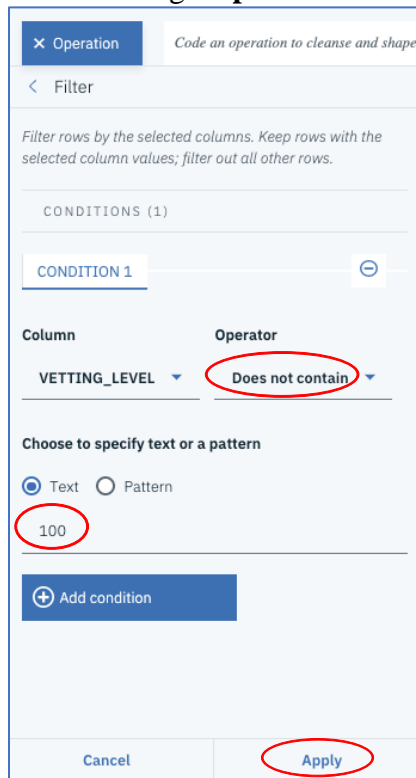 × Operation Code an operation to cleanse and shape
< Filter
Filter rows by the selected columns. Keep rows with the
selected column values; filter out all other rows.
CONDITIONS (1)
CONDITION 1
Column Operator
VETTING_LEVEL Does not contain
Choose to specify text or a pattern
Text Pattern
100
Add condition
Cancel Apply